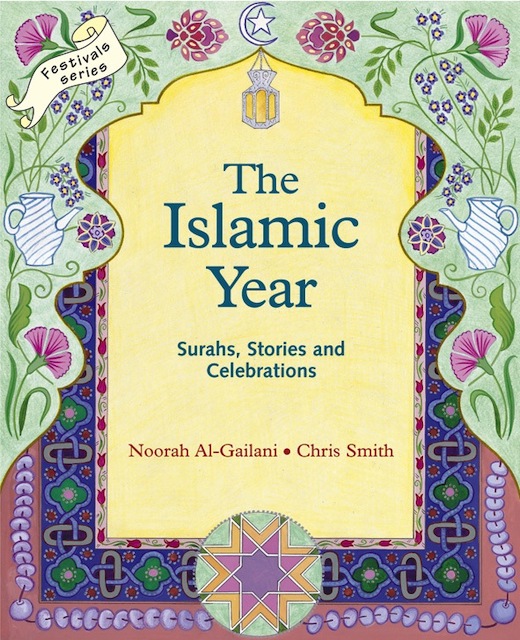 Festivals
series
The
Islamic
Year
Surahs, Stories and
Celebrations
Noorah Al-Gailani • Chris Smith